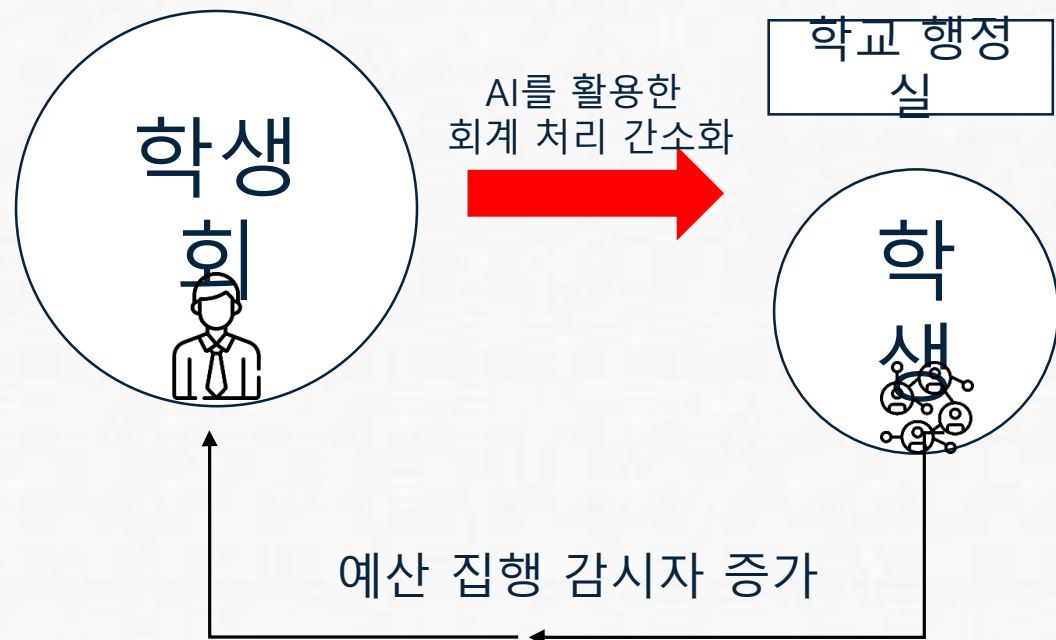 학생
회
AI를 활용한
회계 처리 간소화
학교 행정
실
학
생
예산 집행 감시자 증가